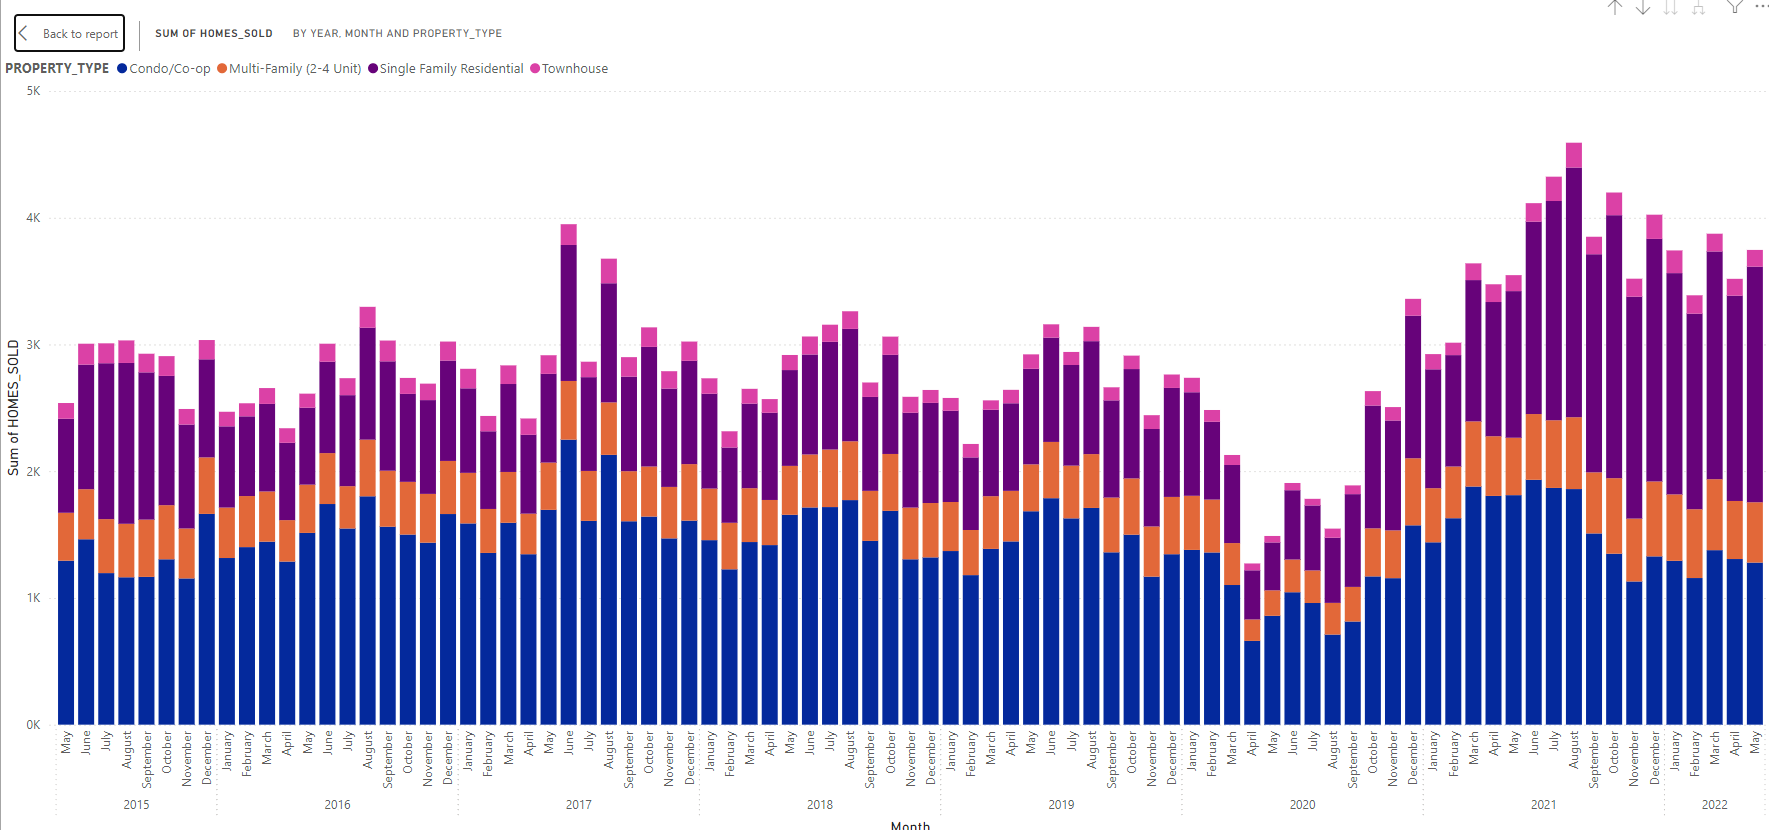 Back to report
SUM OF HOMES_SOLD BY YEAR, MONTH AND PROPERTY_TYPE
PROPERTY_TYPE Condo/Co-op Multi-Family (2-4 Unit) Single Family Residential Townhouse
5K
4K
3K
2K
1K
0K
Sum of HOMES_SOLD
May June July August September October November December January February March April May June July August September October November December January February March April May June July August September October November December January February March April May June July August September October November December January February March April May June July August September October November December January February March April May June July August September October November December January February March April May June July August September October November December January February March April May
2015 2016 2017 2018 2019 2020 2021 2022
Month